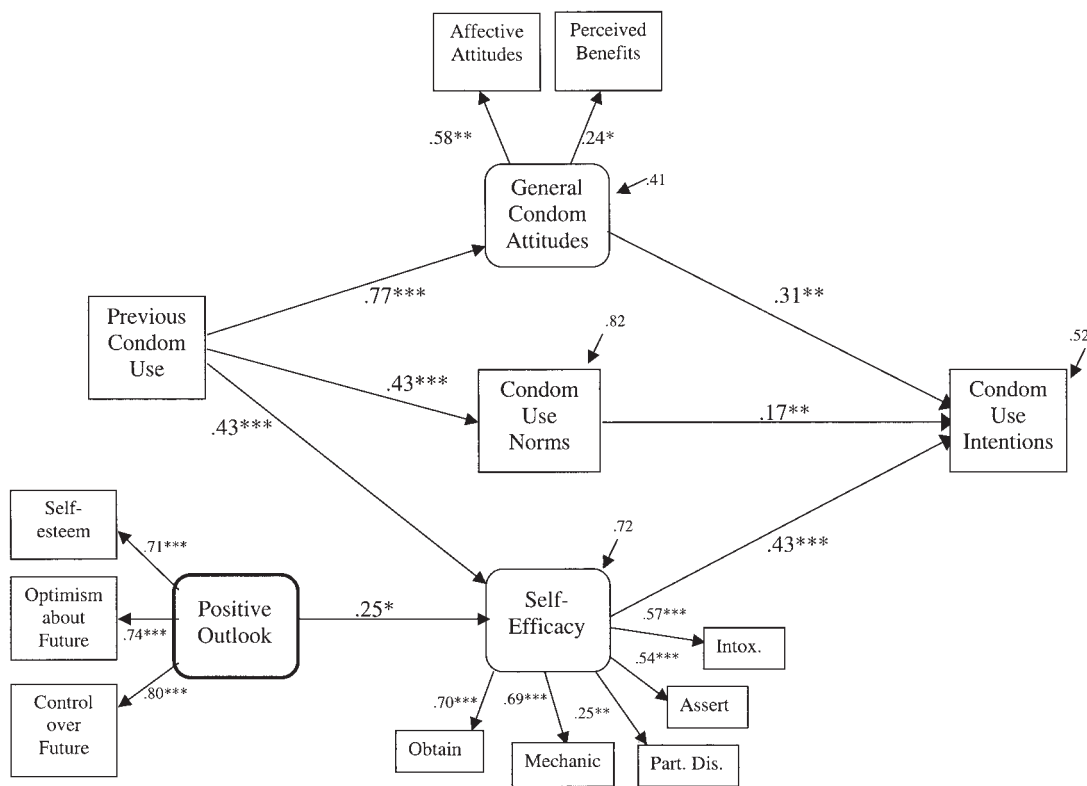 Affective
Attitudes
Perceived
Benefits
.58**
.24*
General
Condom
Attitudes
.41
.77***
.31**
Previous
Condom
Use
.82
.52
.43***
Condom
Use
Norms
.17**
Condom
Use
Intentions
.43***
Self-
esteem
.71***
.72
.43***
Optimism
about
Future
.74***
Positive
Outlook
.25*
Self-
Efficacy
.57***
Intox.
.54***
Control
over
Future
.80***
.70***
.69***
.25**
Assert
Obtain
Mechanic
Part. Dis.